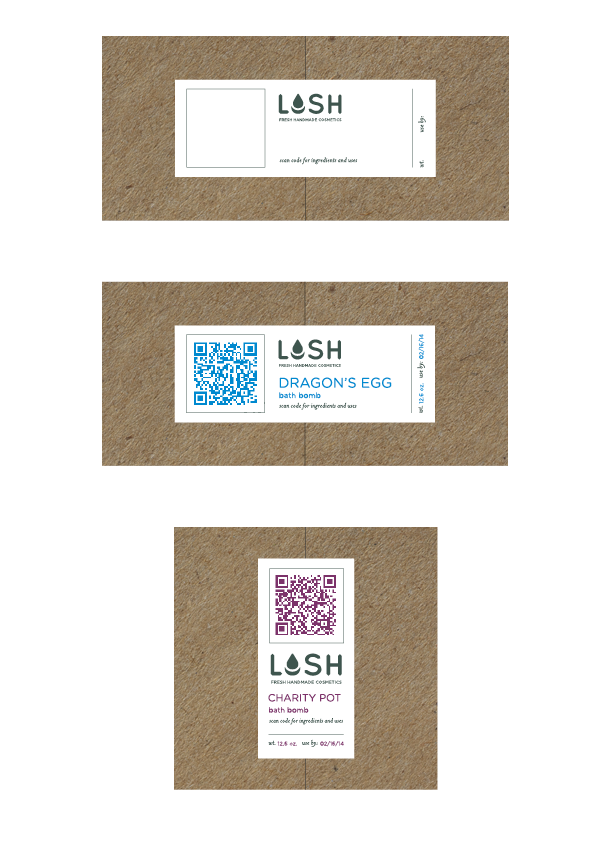 LUSH
FRESH HANDMADE COSMETICS
scan code for ingredients and uses
wt. use by:
LUSH
FRESH HANDMADE COSMETICS
DRAGON'S EGG
bath bomb
scan code for ingredients and uses
wt. 12.6 oz. use by: 02/16/14
LUSH
FRESH HANDMADE COSMETICS
CHARITY POT
bath bomb
scan code for ingredients and uses
wt. 12.6 oz. use by: 02/16/14